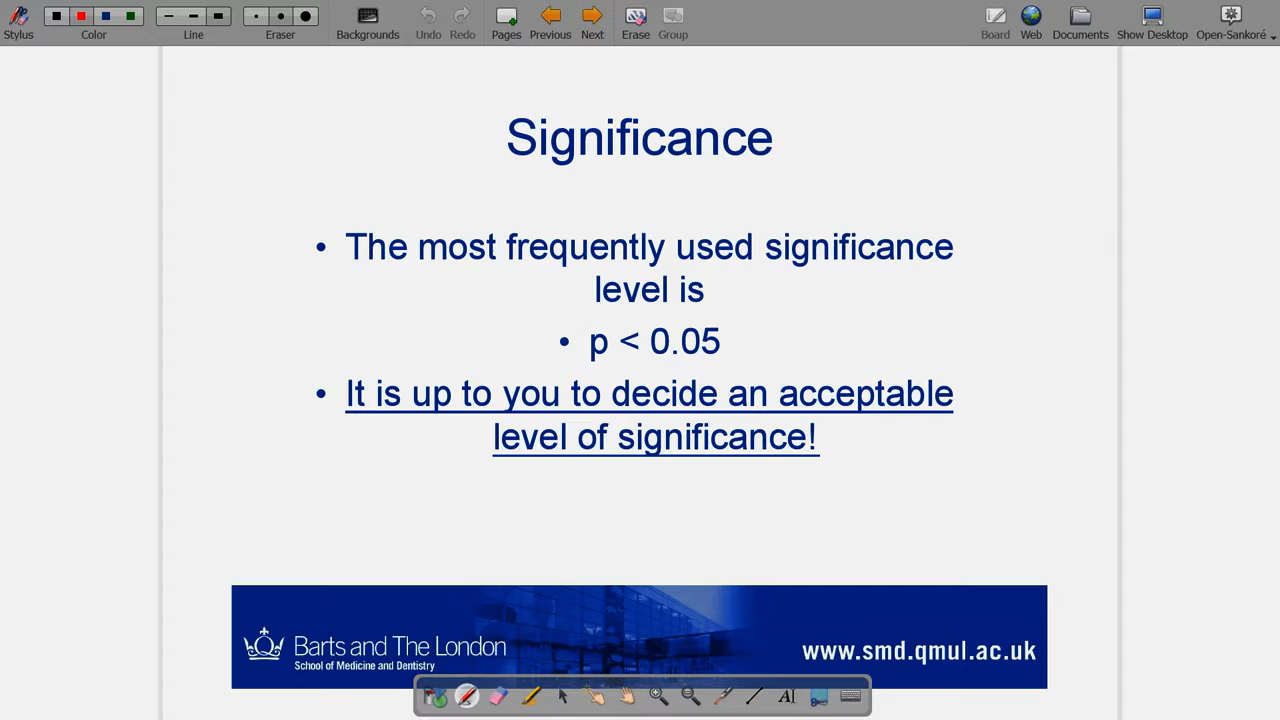 Stylus
Color
Line
Eraser
Backgrounds
Undo
Redo
Pages
Previous
Next
Erase
Group
Board
Web
Documents
Show Desktop
Open-Sankoré
Significance
• The most frequently used significance
level is
• p < 0.05
• It is up to you to decide an acceptable
level of significance!
Barts and The London
School of Medicine and Dentistry
www.smd.qmul.ac.uk
AI